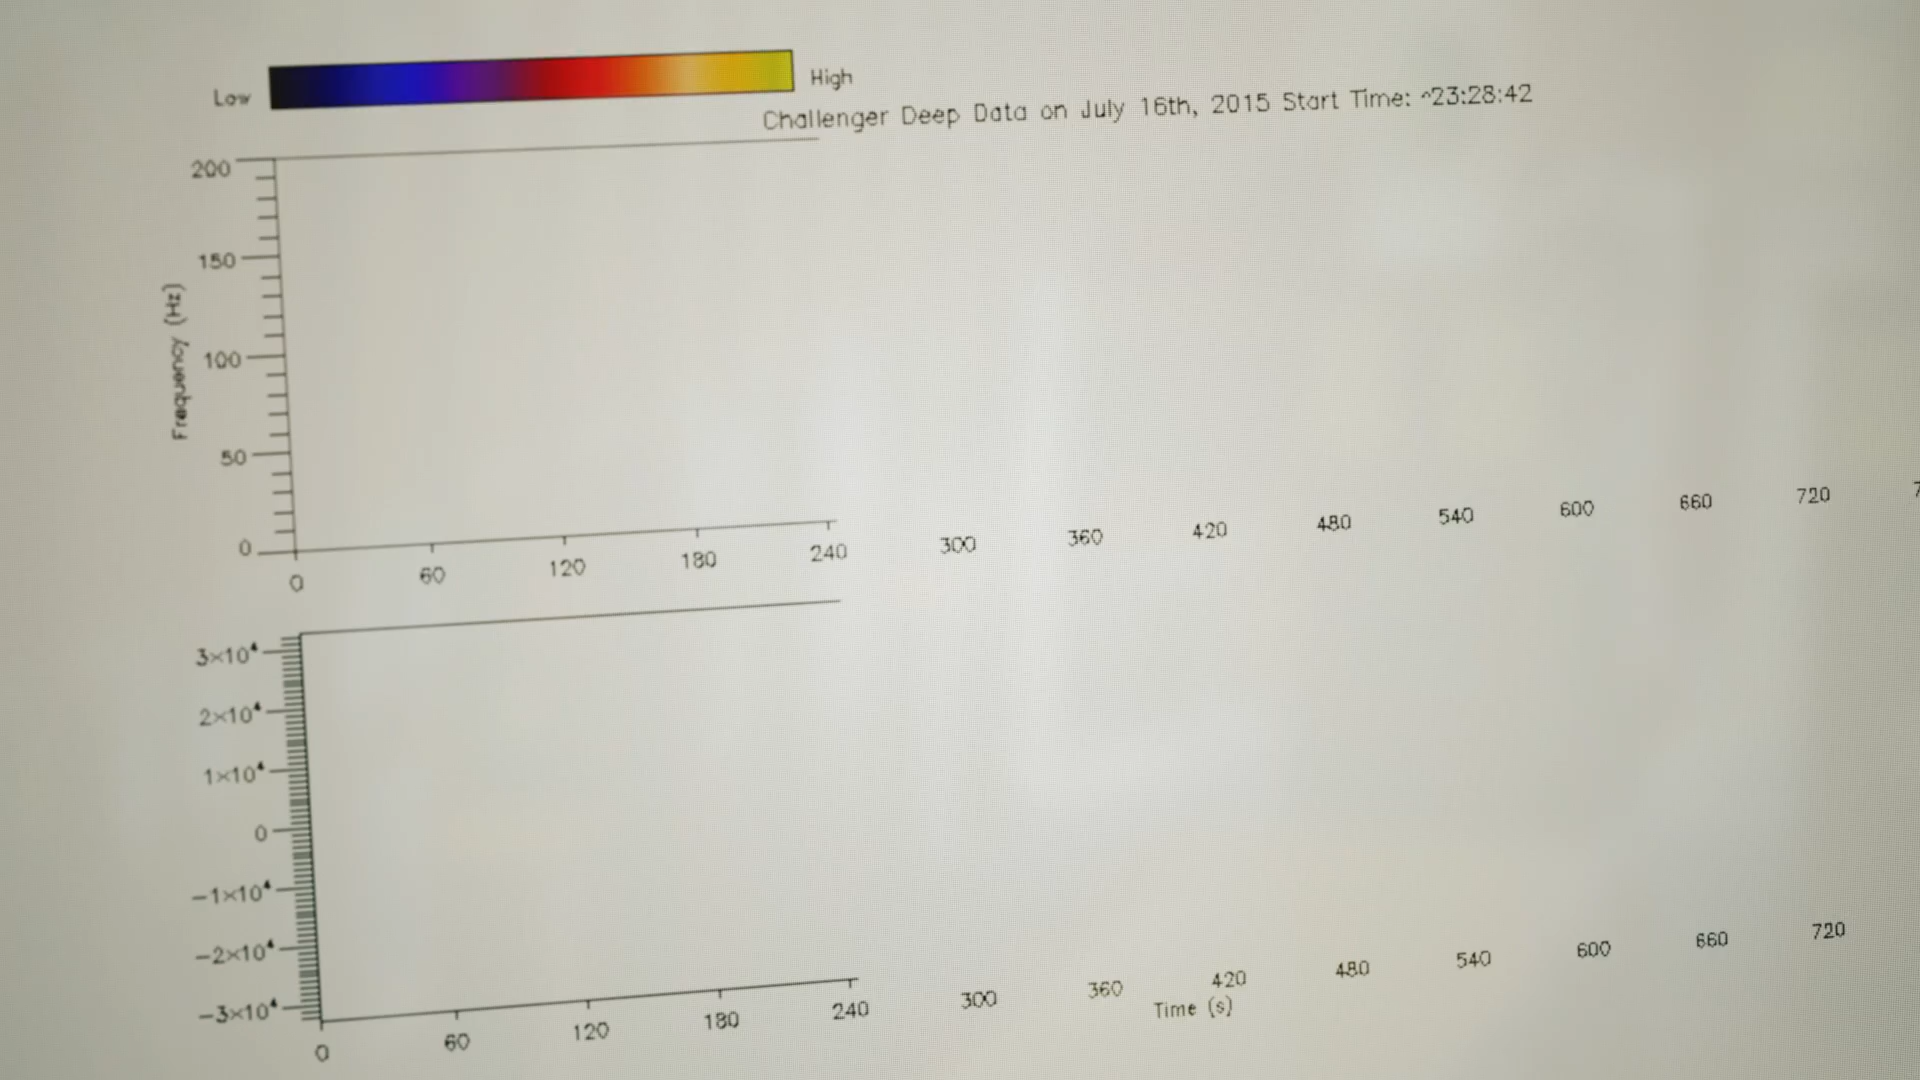 Low High
Challenger Deep Data on July 16th, 2015 Start Time: ^23:28:42
200
150
100
50
0
Frequency (Hz)
0 60 120 180 240 300 360 420 480 540 600 660 720
3×10⁴
2×10⁴
1×10⁴
0
-1×10⁴
-2×10⁴
-3×10⁴
0 60 120 180 240 300 360 420 480 540 600 660 720
Time (s)